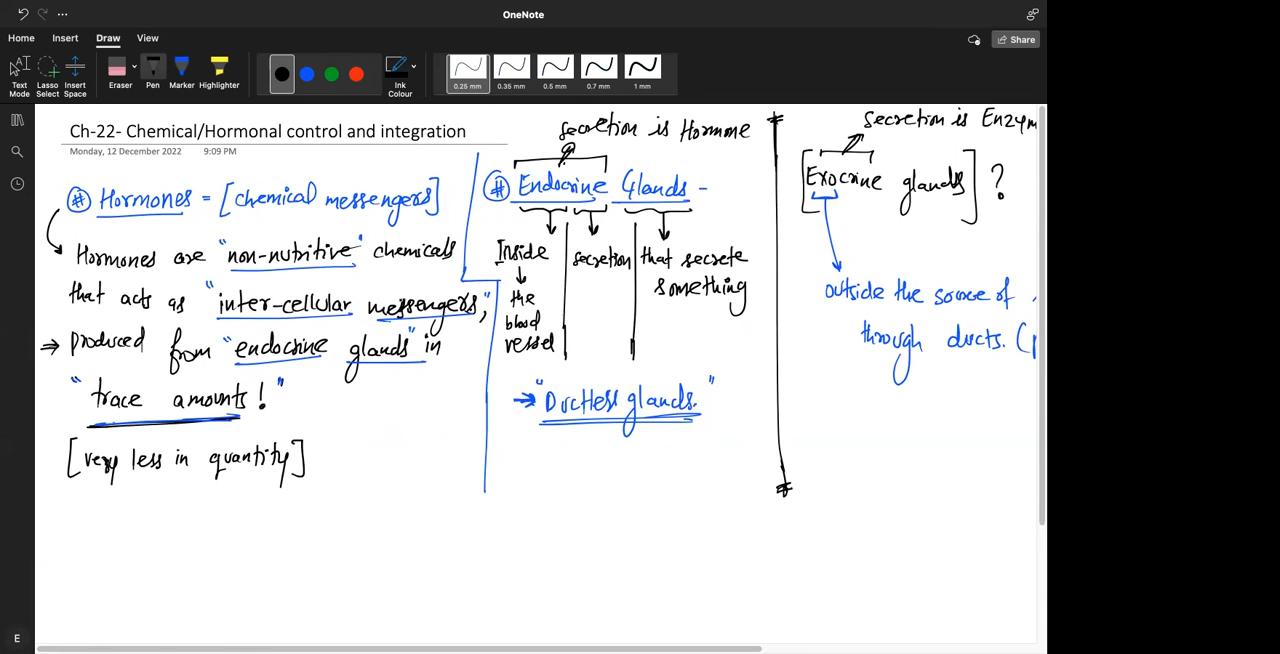 OneNote
Home Insert Draw View
Share
Text Mode
Lasso Select
Insert Space
Eraser
Pen
Marker
Highlighter
Ink Colour
0.25 mm
0.35 mm
0.5 mm
0.7 mm
1 mm
Ch-22- Chemical/Hormonal control and integration
Monday, 12 December 2022 9:09 PM
# Hormones = [chemical messengers]
Hormones are "non-nutritive" chemicals
that acts as "inter-cellular messengers,"
⇒ produced from "endocrine glands" in
"trace amounts!"
[very less in quantity]
secretion is Hormone
# Endocrine Glands -
Inside
↓
the
blood
vessel
secretion
that secrete
something
→ "Ductless glands."
secretion is Enzym
[Exocrine glands] ?
outside the source of
through ducts. (
E